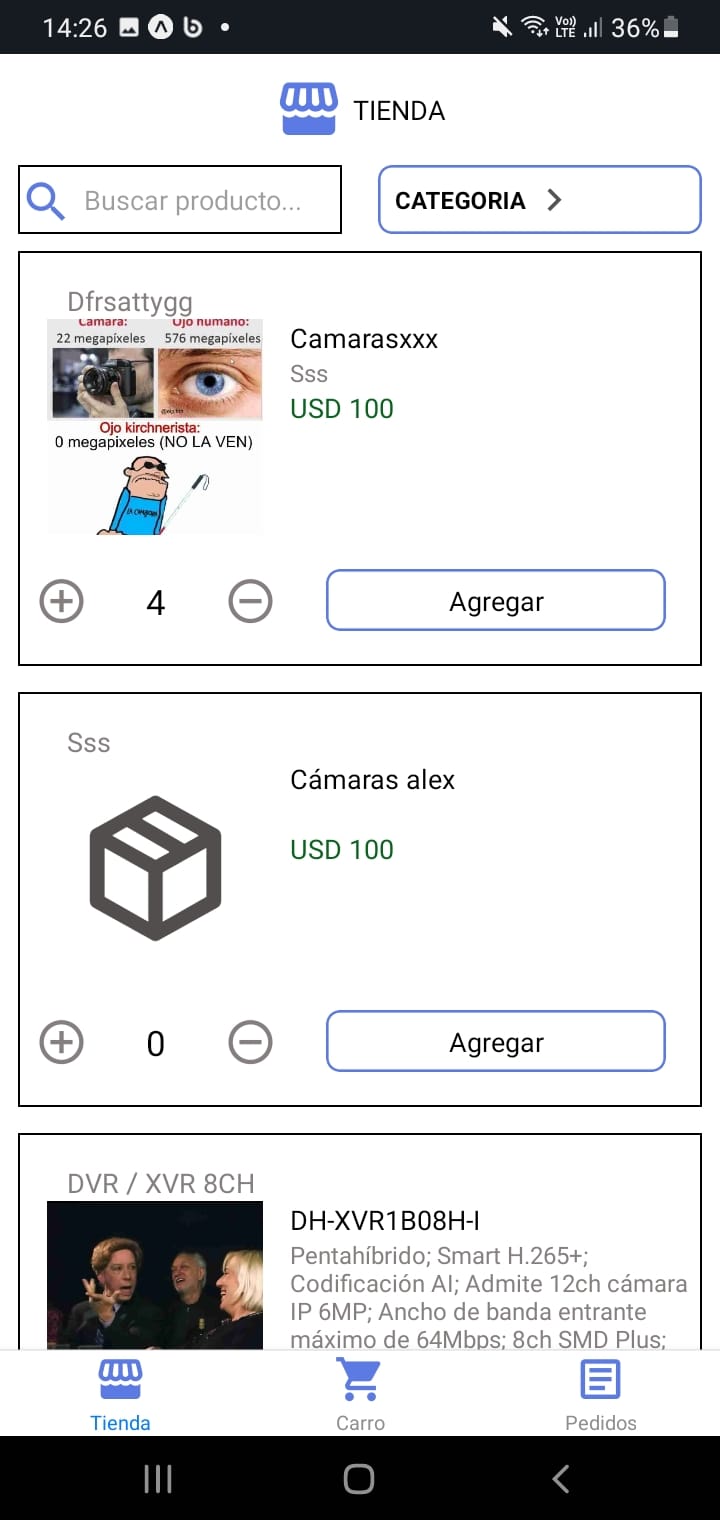 14:26
Vo))
LTE
36%
TIENDA
Buscar producto...
CATEGORIA
Dfrsattygg
Cámara:
Ojo humano:
22 megapíxeles
576 megapíxeles
Ojo kirchnerista:
0 megapixeles (NO LA VEN)
Camarasxxx
Sss
USD 100
4
Agregar
Sss
Cámaras alex
USD 100
0
Agregar
DVR / XVR 8CH
DH-XVR1B08H-I
Pentahíbrido; Smart H.265+;
Codificación AI; Admite 12ch cámara
IP 6MP; Ancho de banda entrante
máximo de 64Mbps; 8ch SMD Plus;
Tienda
Carro
Pedidos